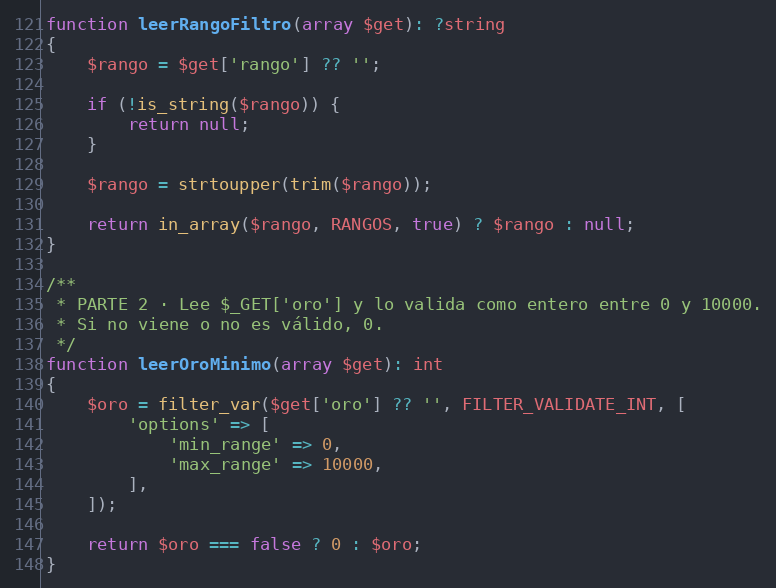 121 function leerRangoFiltro(array $get): ?string
122 {
123     $rango = $get['rango'] ?? '';
124
125     if (!is_string($rango)) {
126         return null;
127     }
128
129     $rango = strtoupper(trim($rango));
130
131     return in_array($rango, RANGOS, true) ? $rango : null;
132 }
133
134 /**
135  * PARTE 2 · Lee $_GET['oro'] y lo valida como entero entre 0 y 10000.
136  * Si no viene o no es válido, 0.
137  */
138 function leerOroMinimo(array $get): int
139 {
140     $oro = filter_var($get['oro'] ?? '', FILTER_VALIDATE_INT, [
141         'options' => [
142             'min_range' => 0,
143             'max_range' => 10000,
144         ],
145     ]);
146
147     return $oro === false ? 0 : $oro;
148 }